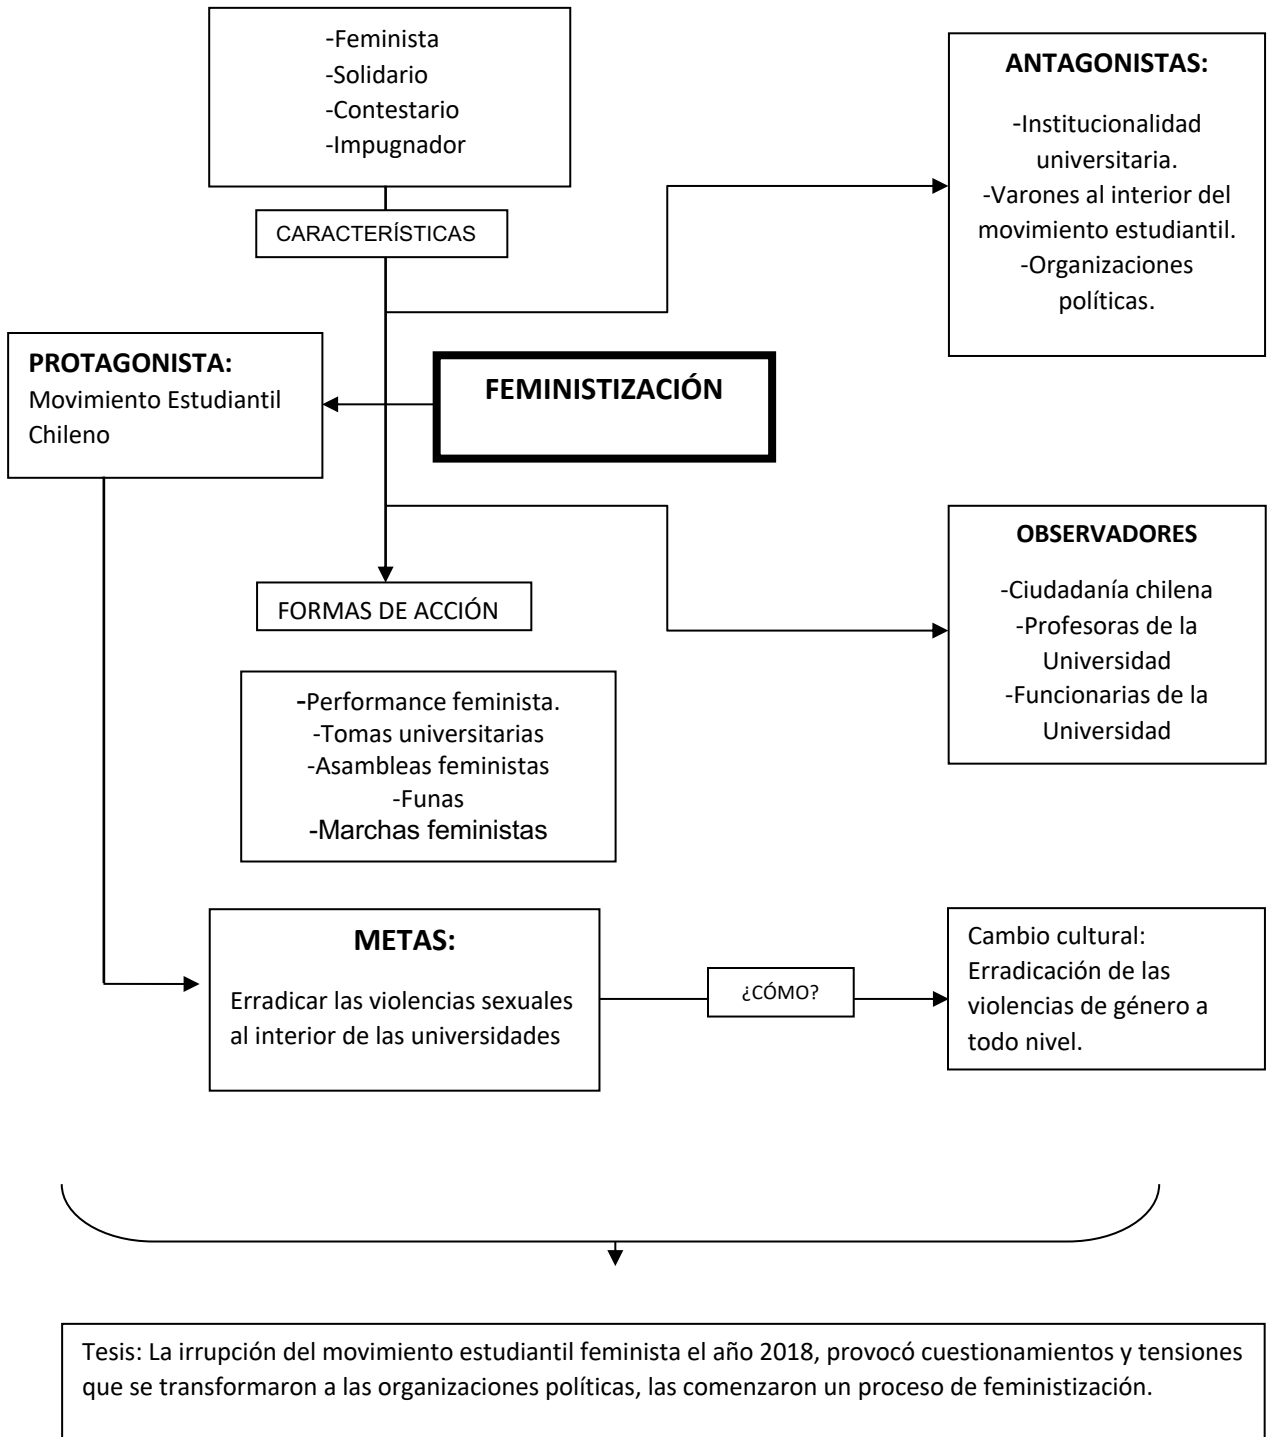 -Feminista
-Solidario
-Contestario
-Impugnador
CARACTERÍSTICAS
ANTAGONISTAS:
-Institucionalidad
universitaria.
-Varones al interior del
movimiento estudiantil.
-Organizaciones
políticas.
PROTAGONISTA:
Movimiento Estudiantil
Chileno
FEMINISTIZACIÓN
OBSERVADORES
-Ciudadanía chilena
-Profesoras de la
Universidad
-Funcionarias de la
Universidad
FORMAS DE ACCIÓN
-Performance feminista.
-Tomas universitarias
-Asambleas feministas
-Funas
-Marchas feministas
METAS:
Erradicar las violencias sexuales
al interior de las universidades
¿CÓMO?
Cambio cultural:
Erradicación de las
violencias de género a
todo nivel.
Tesis: La irrupción del movimiento estudiantil feminista el año 2018, provocó cuestionamientos y tensiones
que se transformaron a las organizaciones políticas, las comenzaron un proceso de feministización.